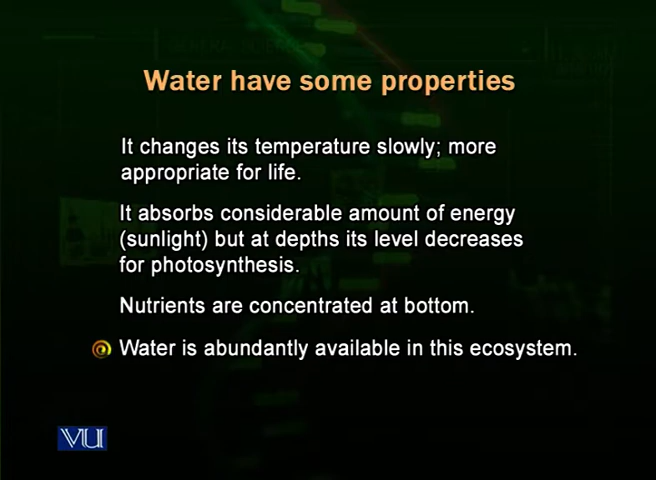 Water have some properties
It changes its temperature slowly; more
appropriate for life.
It absorbs considerable amount of energy
(sunlight) but at depths its level decreases
for photosynthesis.
Nutrients are concentrated at bottom.
Water is abundantly available in this ecosystem.
VU